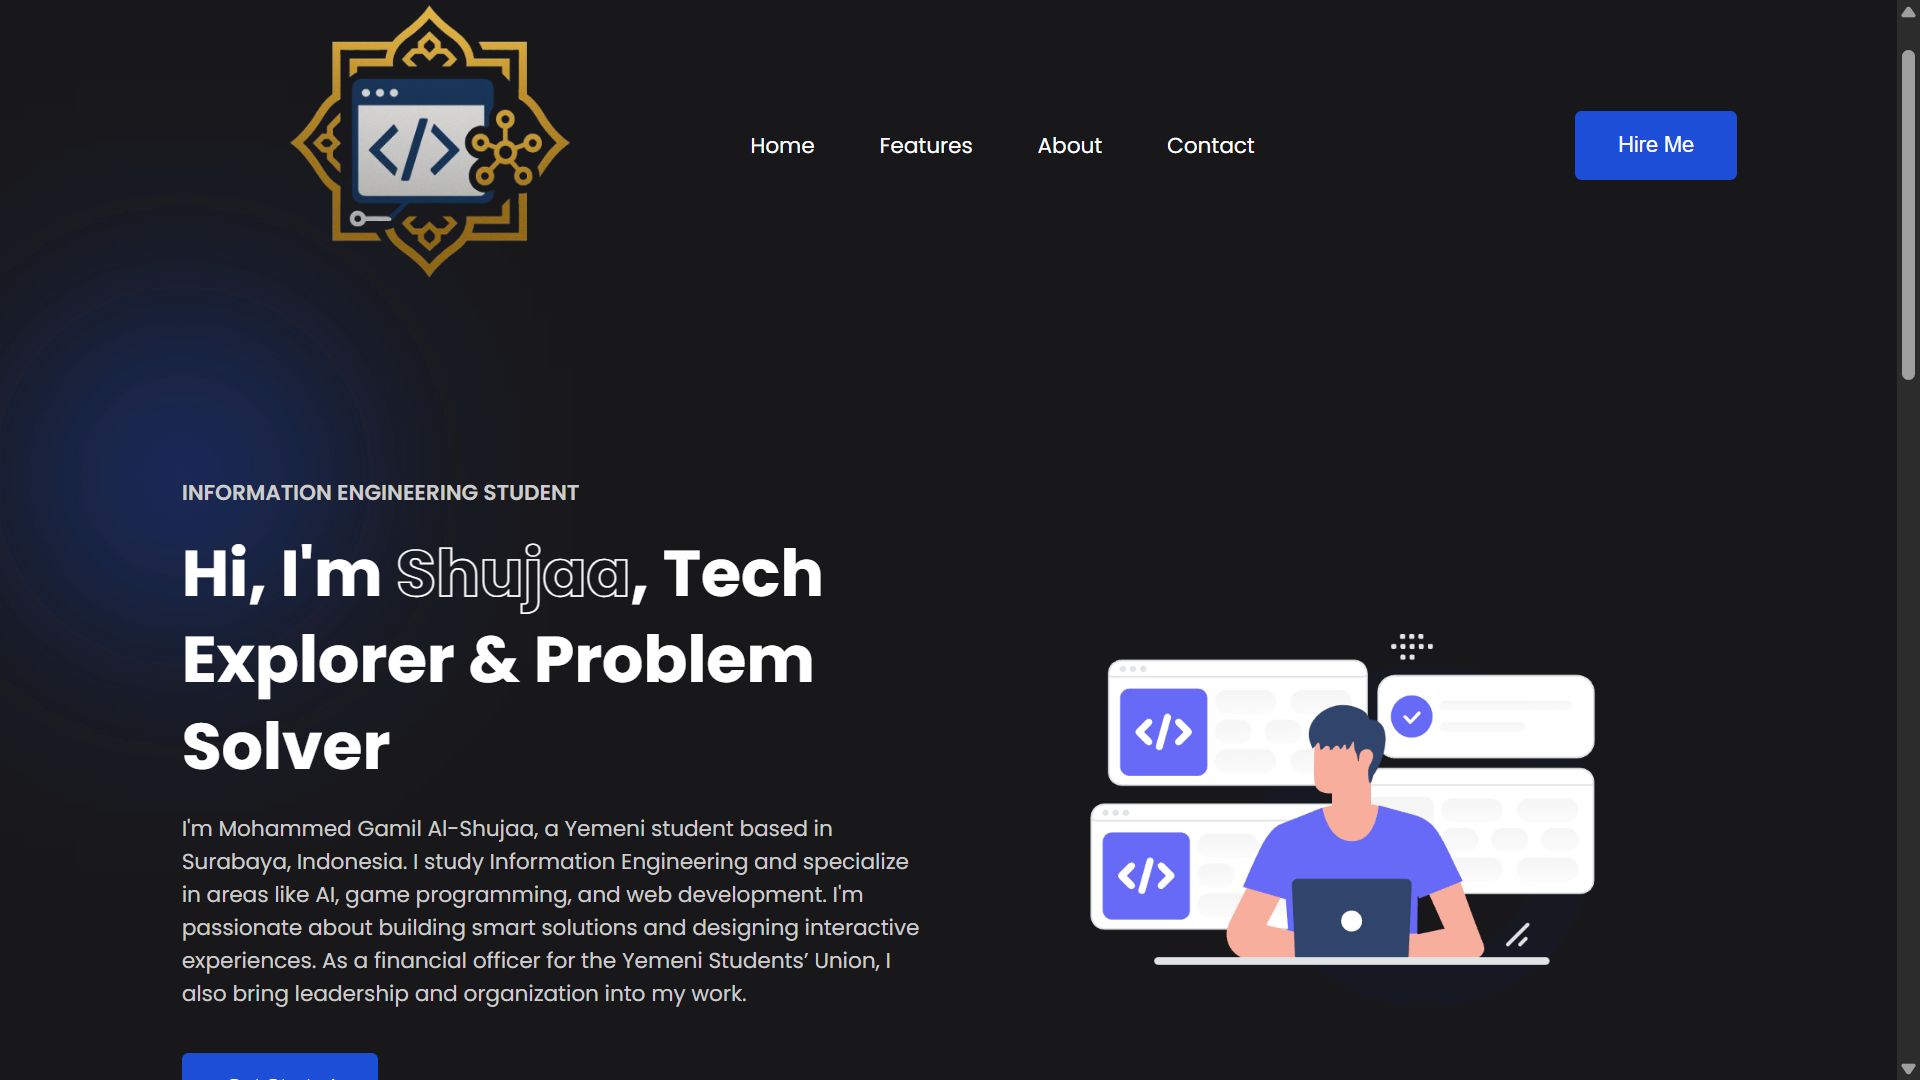 </>
Home
Features
About
Contact
Hire Me
INFORMATION ENGINEERING STUDENT
Hi, I'm Shujaa, Tech
Explorer & Problem
Solver
I'm Mohammed Gamil Al-Shujaa, a Yemeni student based in
Surabaya, Indonesia. I study Information Engineering and specialize
in areas like AI, game programming, and web development. I'm
passionate about building smart solutions and designing interactive
experiences. As a financial officer for the Yemeni Students’ Union, I
also bring leadership and organization into my work.
</>
</>